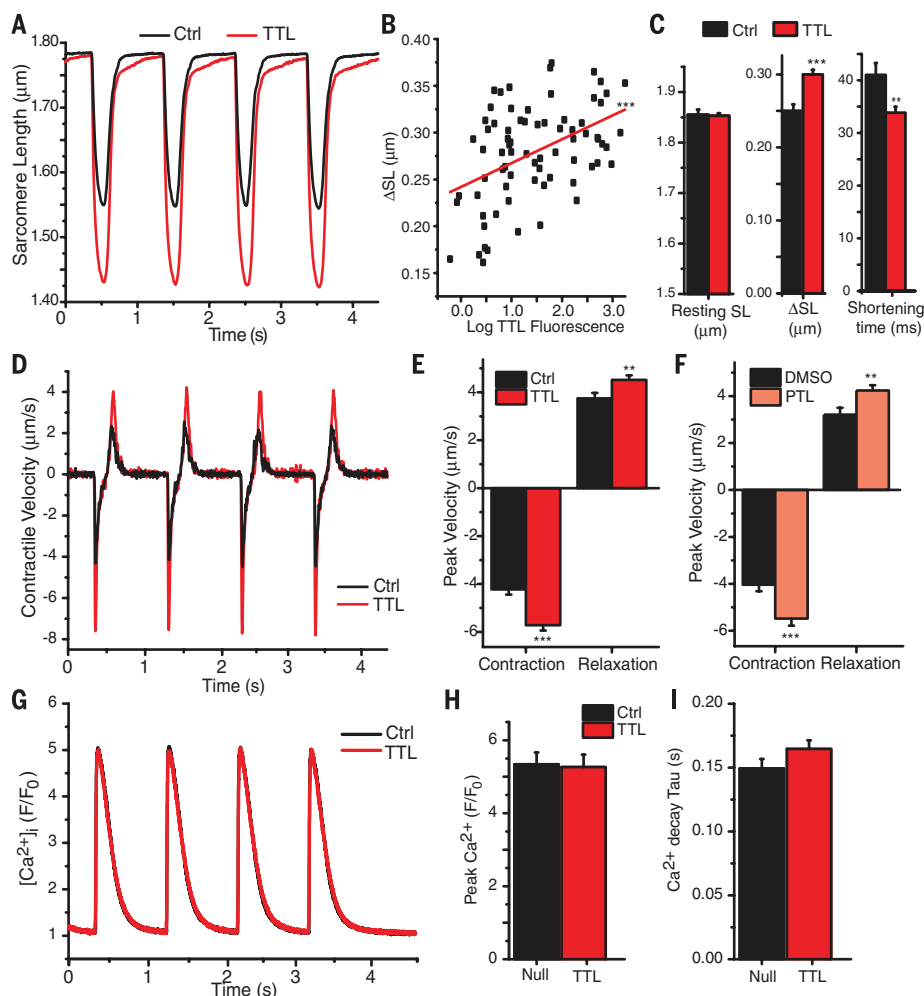 A
Ctrl TTL
Sarcomere Length (µm)
1.80
1.70
1.60
1.50
1.40
0 1 2 3 4
Time (s)
B
ΔSL (µm)
0.40
0.35
0.30
0.25
0.20
0.15
***
0.0 1.0 2.0 3.0
Log TTL Fluorescence
C
Ctrl TTL
1.9
1.8
1.7
1.6
1.5
Resting SL
(µm)
0.30
0.20
0.10
0.00
***
ΔSL
(µm)
40
30
20
10
0
**
Shortening
time (ms)
D
Contractile Velocity (µm/s)
4
2
0
-2
-4
-6
-8
Ctrl
TTL
0 1 2 3 4
Time (s)
E
Peak Velocity (µm/s)
4
2
0
-2
-4
-6
Ctrl
TTL
**
***
Contraction Relaxation
F
Peak Velocity (µm/s)
4
2
0
-2
-4
-6
DMSO
PTL
**
***
Contraction Relaxation
G
[Ca2+]i (F/F0)
6
5
4
3
2
1
Ctrl
TTL
0 1 2 3 4
Time (s)
H
Peak Ca2+ (F/F0)
6
4
2
0
Ctrl
TTL
Null TTL
I
Ca2+ decay Tau (s)
0.20
0.15
0.10
0.05
0.00
Null TTL